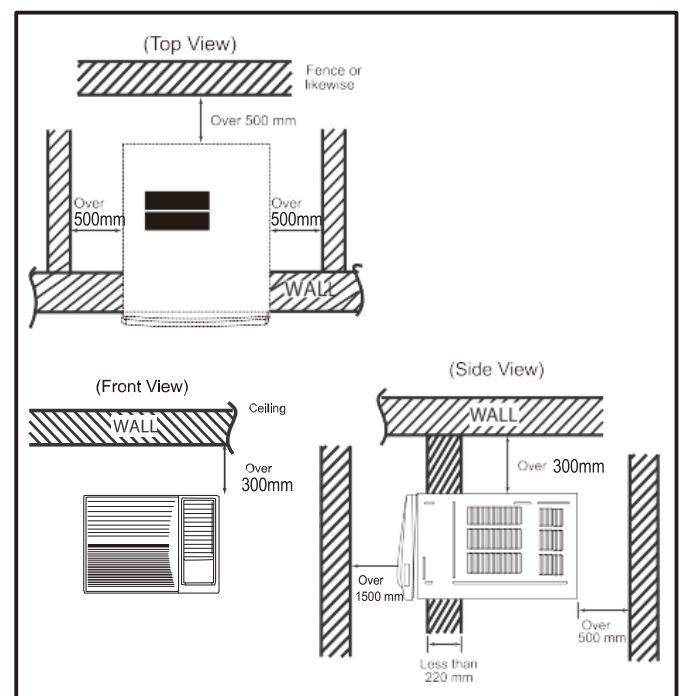 (Top View)
Fence or
likewise
Over 500 mm
Over
500mm
Over
500mm
WALL
(Front View)
Ceiling
WALL
Over
300mm
(Side View)
WALL
Over 300mm
Over
1500 mm
Over
500 mm
Less than
220 mm